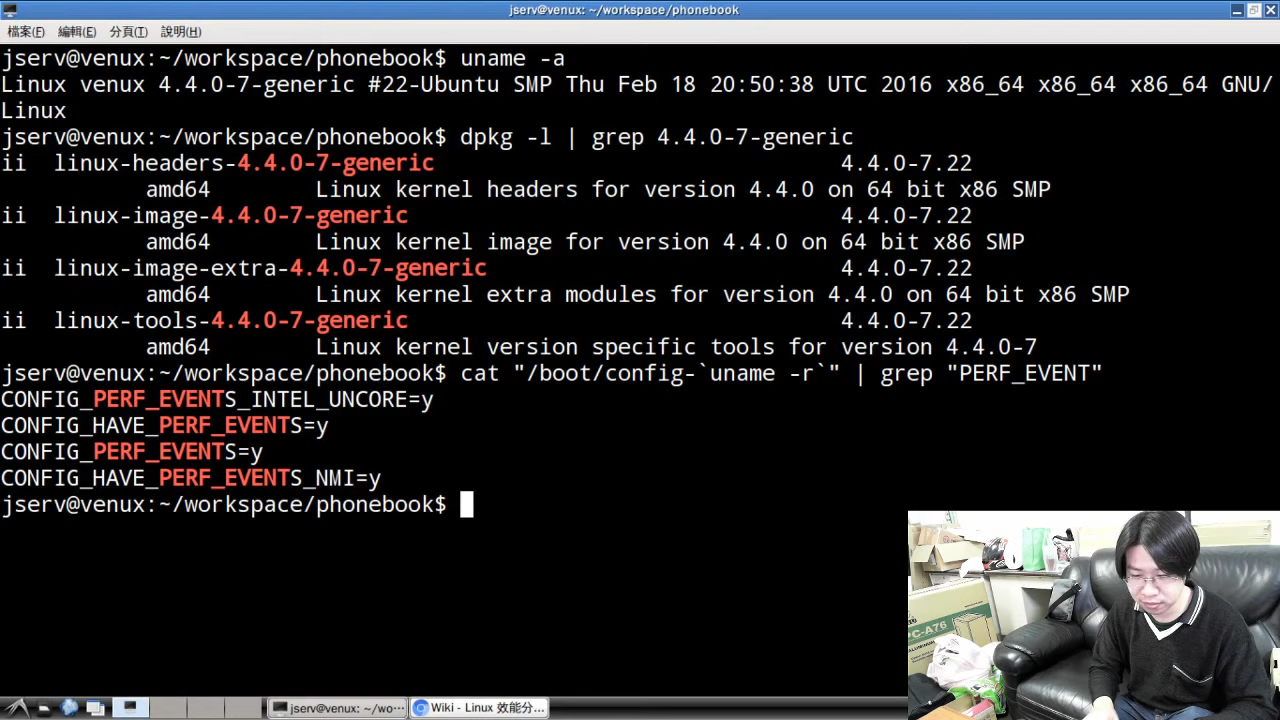 jserv@venux: ~/workspace/phonebook
檔案(F) 編輯(E) 分頁(T) 說明(H)
jserv@venux:~/workspace/phonebook$ uname -a
Linux venux 4.4.0-7-generic #22-Ubuntu SMP Thu Feb 18 20:50:38 UTC 2016 x86_64 x86_64 x86_64 GNU/
Linux
jserv@venux:~/workspace/phonebook$ dpkg -l | grep 4.4.0-7-generic
ii  linux-headers-4.4.0-7-generic 4.4.0-7.22
amd64 Linux kernel headers for version 4.4.0 on 64 bit x86 SMP
ii  linux-image-4.4.0-7-generic 4.4.0-7.22
amd64 Linux kernel image for version 4.4.0 on 64 bit x86 SMP
ii  linux-image-extra-4.4.0-7-generic 4.4.0-7.22
amd64 Linux kernel extra modules for version 4.4.0 on 64 bit x86 SMP
ii  linux-tools-4.4.0-7-generic 4.4.0-7.22
amd64 Linux kernel version specific tools for version 4.4.0-7
jserv@venux:~/workspace/phonebook$ cat "/boot/config-`uname -r`" | grep "PERF_EVENT"
CONFIG_PERF_EVENTS_INTEL_UNCORE=y
CONFIG_HAVE_PERF_EVENTS=y
CONFIG_PERF_EVENTS=y
CONFIG_HAVE_PERF_EVENTS_NMI=y
jserv@venux:~/workspace/phonebook$
PC-A76
jserv@venux: ~/wo⋯
Wiki - Linux 效能分...